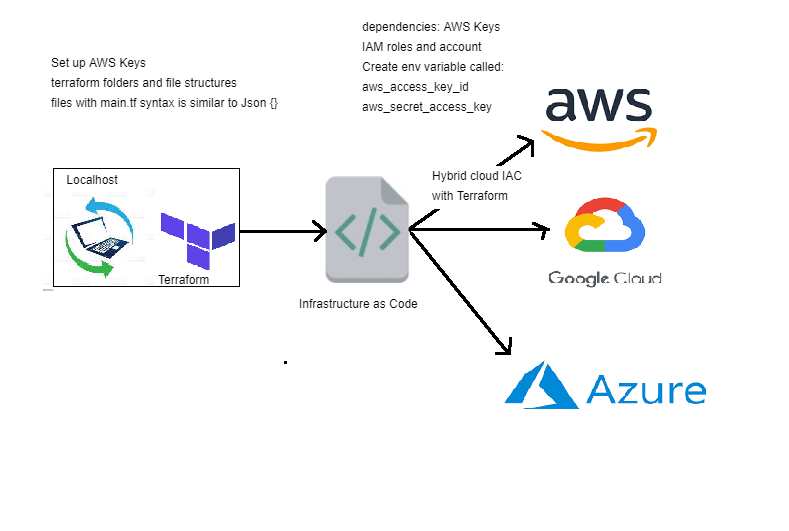 dependencies: AWS Keys
IAM roles and account
Create env variable called:
aws_access_key_id
aws_secret_access_key
Set up AWS Keys
terraform folders and file structures
files with main.tf syntax is similar to Json {}
aws
Localhost
Terraform
Hybrid cloud IAC
with Terraform
</>
Infrastructure as Code
Google Cloud
Azure